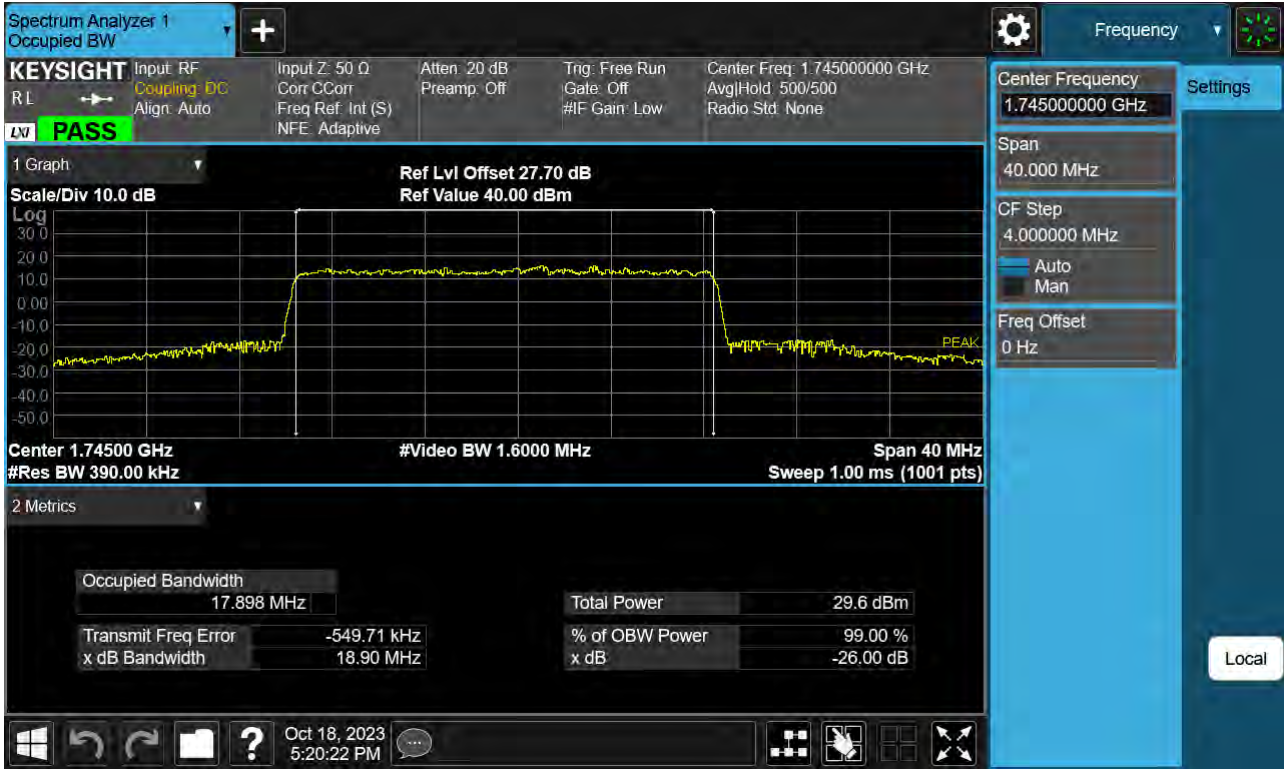 Spectrum Analyzer 1
Occupied BW
+
Frequency
KEYSIGHT
RL
LXI
PASS
Input: RF
Coupling: DC
Align: Auto
Input Z: 50 Ω
Corr CCorr
Freq Ref: Int (S)
NFE: Adaptive
Atten: 20 dB
Preamp: Off
Trig: Free Run
Gate: Off
#IF Gain: Low
Center Freq: 1.745000000 GHz
Avg|Hold: 500/500
Radio Std: None
1 Graph
Scale/Div 10.0 dB
Ref Lvl Offset 27.70 dB
Ref Value 40.00 dBm
Log
30.0
20.0
10.0
0.00
-10.0
-20.0
-30.0
-40.0
-50.0
PEAK
Center 1.74500 GHz
#Res BW 390.00 kHz
#Video BW 1.6000 MHz
Span 40 MHz
Sweep 1.00 ms (1001 pts)
2 Metrics
Occupied Bandwidth
17.898 MHz
Transmit Freq Error -549.71 kHz
x dB Bandwidth 18.90 MHz
Total Power 29.6 dBm
% of OBW Power 99.00 %
x dB -26.00 dB
Center Frequency
1.745000000 GHz
Span
40.000 MHz
CF Step
4.000000 MHz
Auto
Man
Freq Offset
0 Hz
Settings
Local
?
Oct 18, 2023
5:20:22 PM